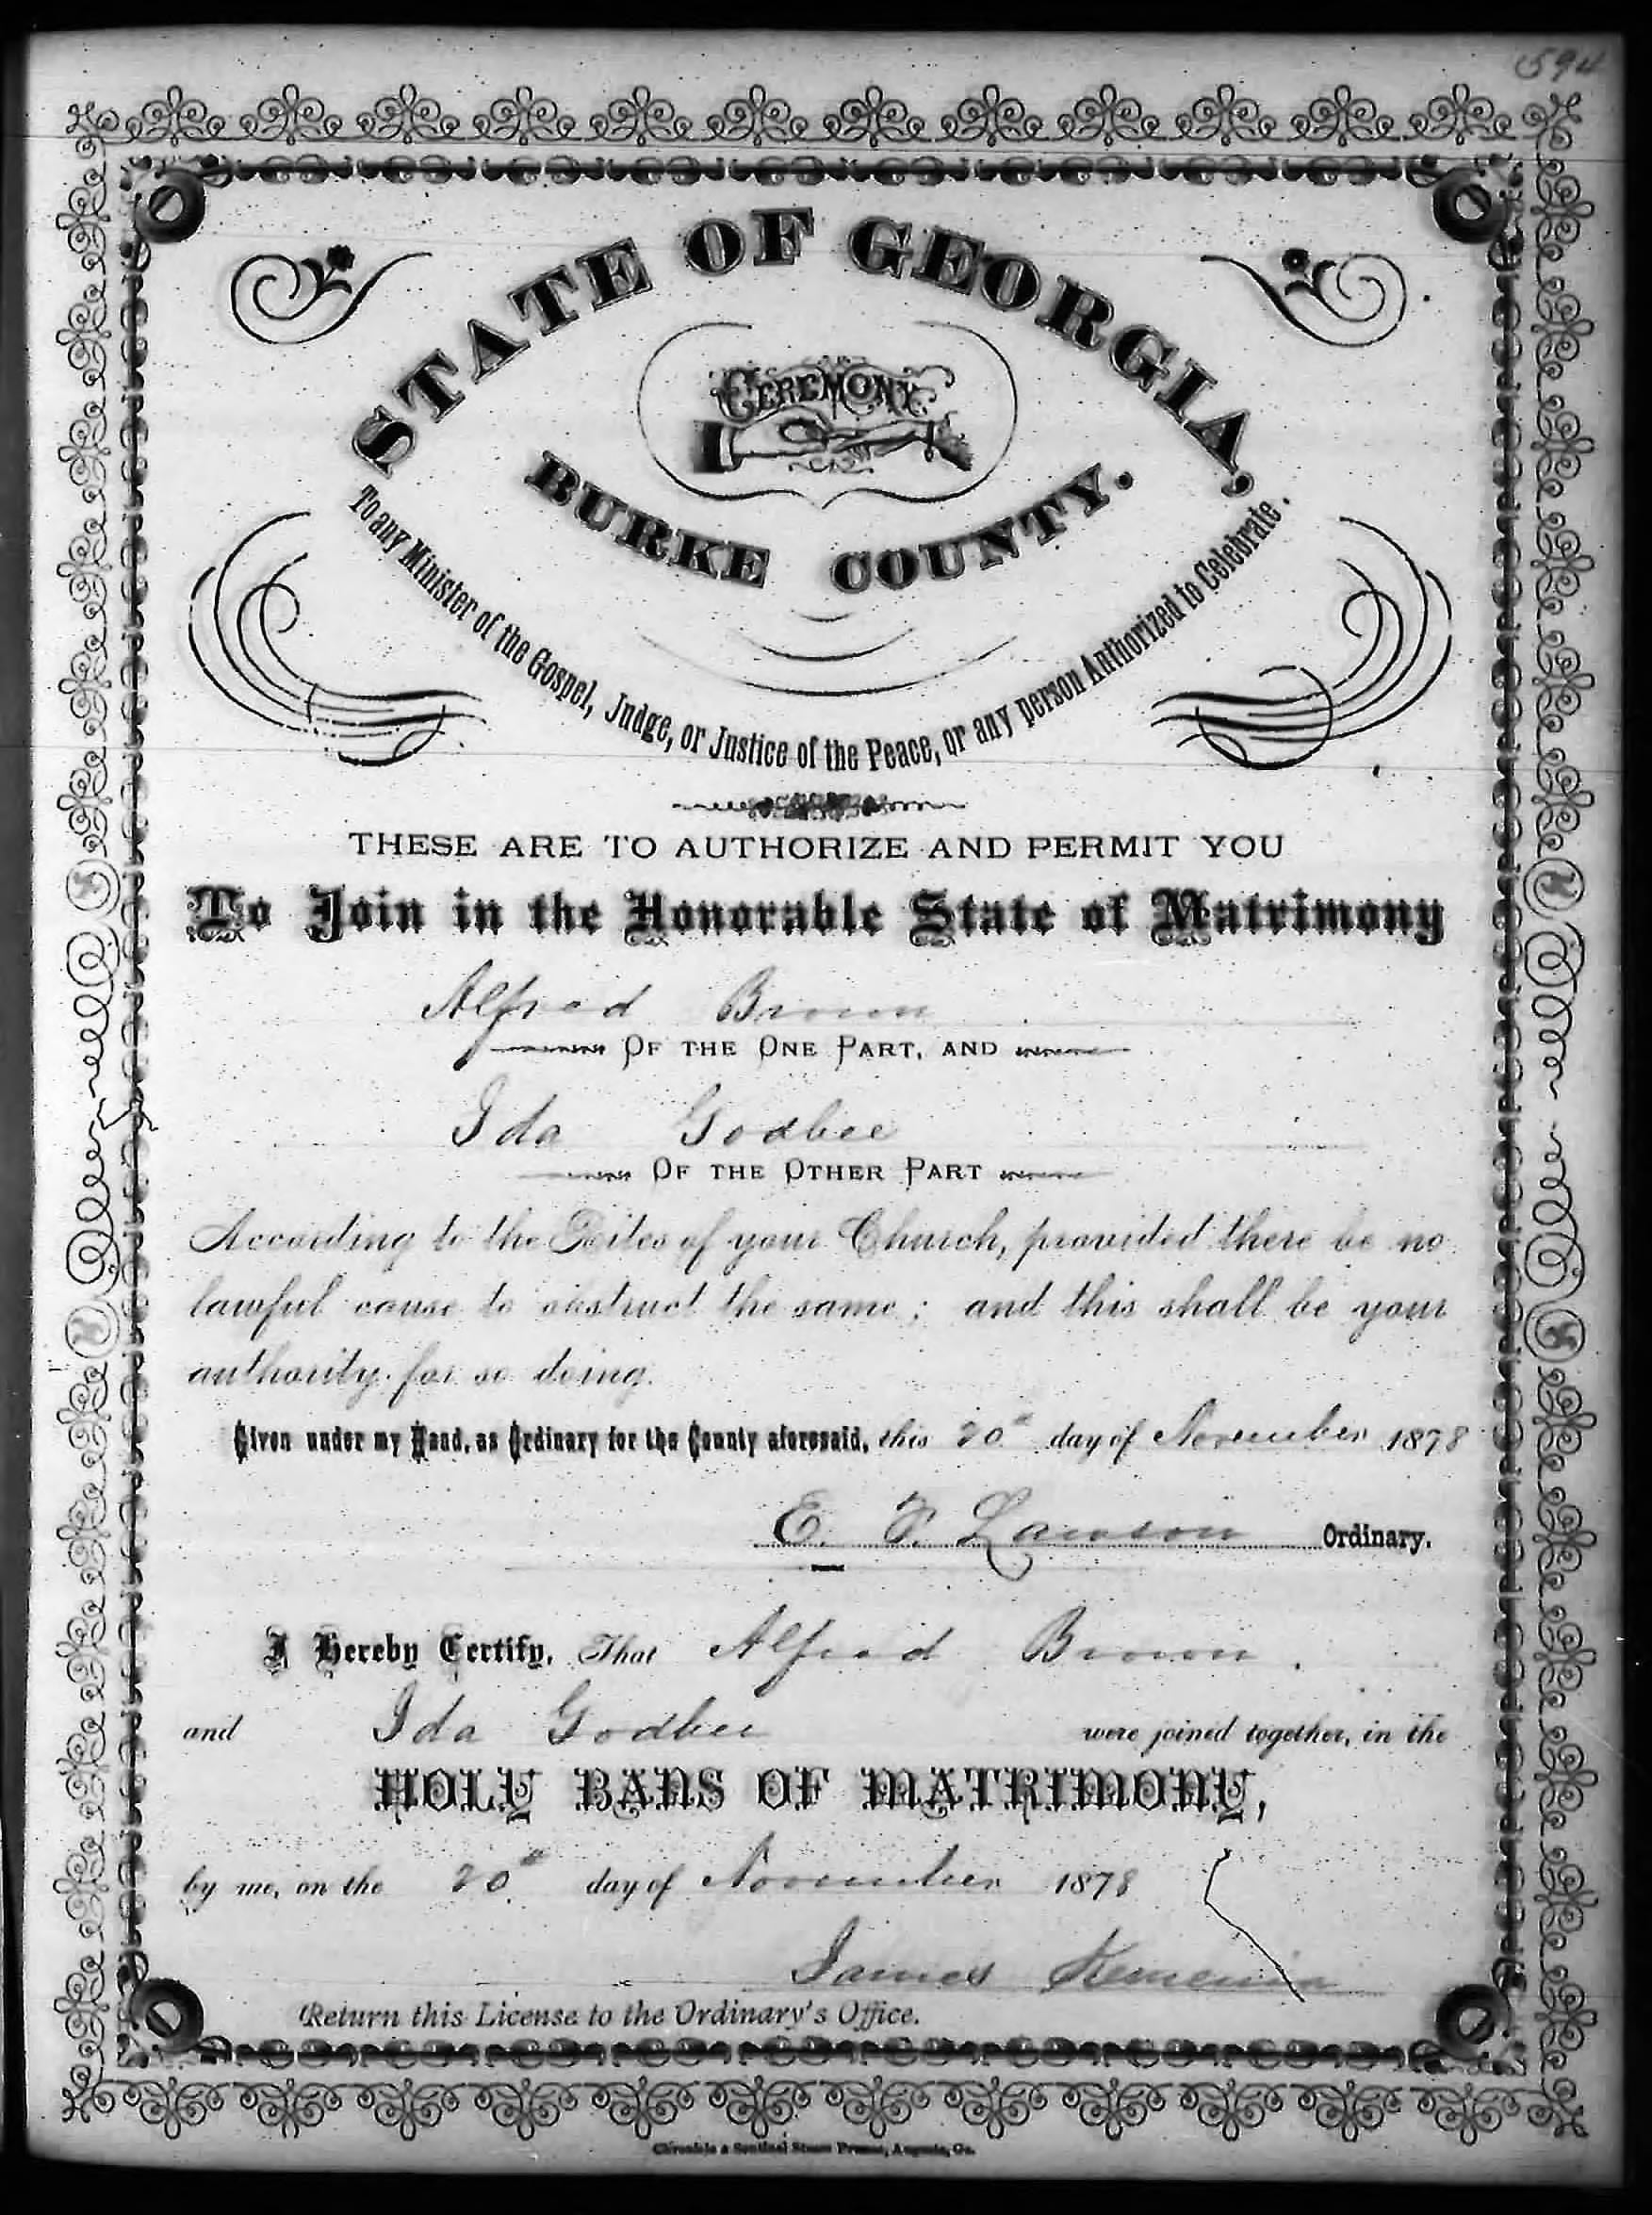 594
STATE OF GEORGIA,
CEREMONY
BURKE COUNTY.
To any Minister of the Gospel, Judge, or Justice of the Peace, or any person Authorized to Celebrate.
THESE ARE TO AUTHORIZE AND PERMIT YOU
To Join in the Honorable State of Matrimony
Alfred Brown
OF THE ONE PART, AND
Ida Godbee
OF THE OTHER PART
According to the Rites of your Church, provided there be no
lawful cause to obstruct the same; and this shall be your
authority for so doing.
Given under my Hand, as Ordinary for the County aforesaid, this 20th day of November 1878
E. F. Lawson Ordinary.
I Hereby Certify, That Alfred Brown
and Ida Godbee were joined together, in the
HOLY BANS OF MATRIMONY,
by me, on the 20th day of November 1878
James
Return this License to the Ordinary's Office.
Chronicle & Sentinel Steam Presses, Augusta, Ga.